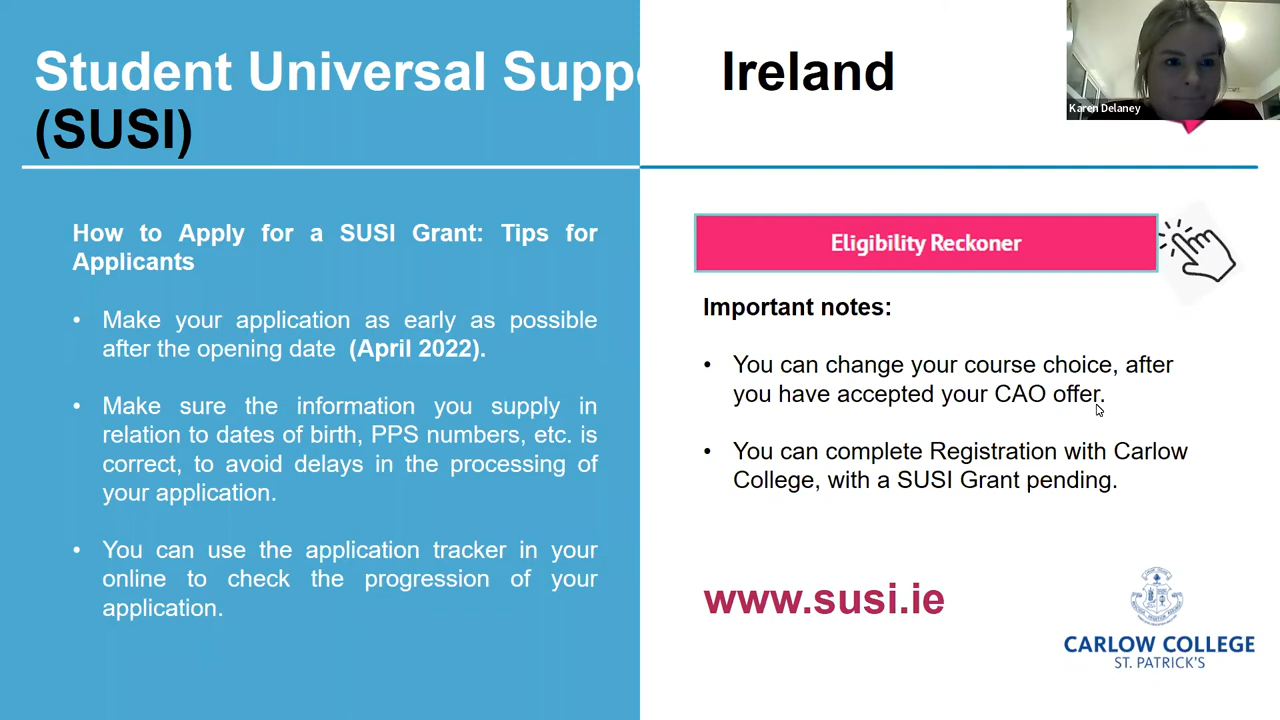 Student Universal Supp Ireland
(SUSI)
Karen Delaney
How to Apply for a SUSI Grant: Tips for
Applicants
• Make your application as early as possible
after the opening date (April 2022).
• Make sure the information you supply in
relation to dates of birth, PPS numbers, etc. is
correct, to avoid delays in the processing of
your application.
• You can use the application tracker in your
online to check the progression of your
application.
Eligibility Reckoner
Important notes:
• You can change your course choice, after
you have accepted your CAO offer.
• You can complete Registration with Carlow
College, with a SUSI Grant pending.
www.susi.ie
CARLOW COLLEGE
ST. PATRICK'S